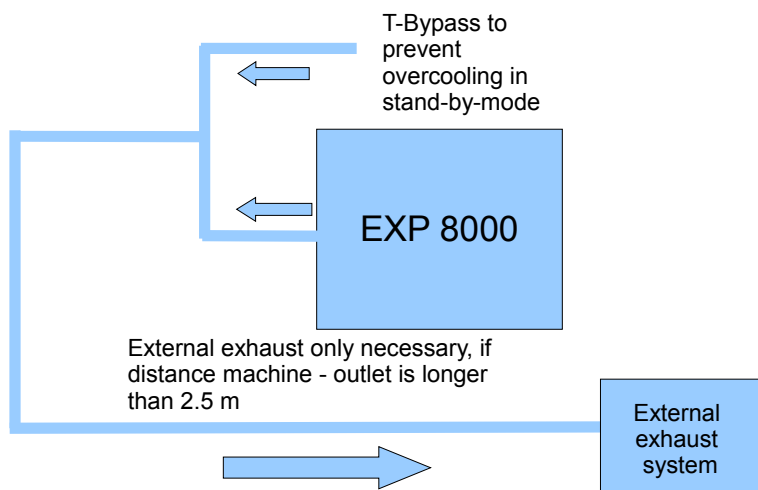 T-Bypass to
prevent
overcooling in
stand-by-mode
EXP 8000
External exhaust only necessary, if
distance machine - outlet is longer
than 2.5 m
External
exhaust
system